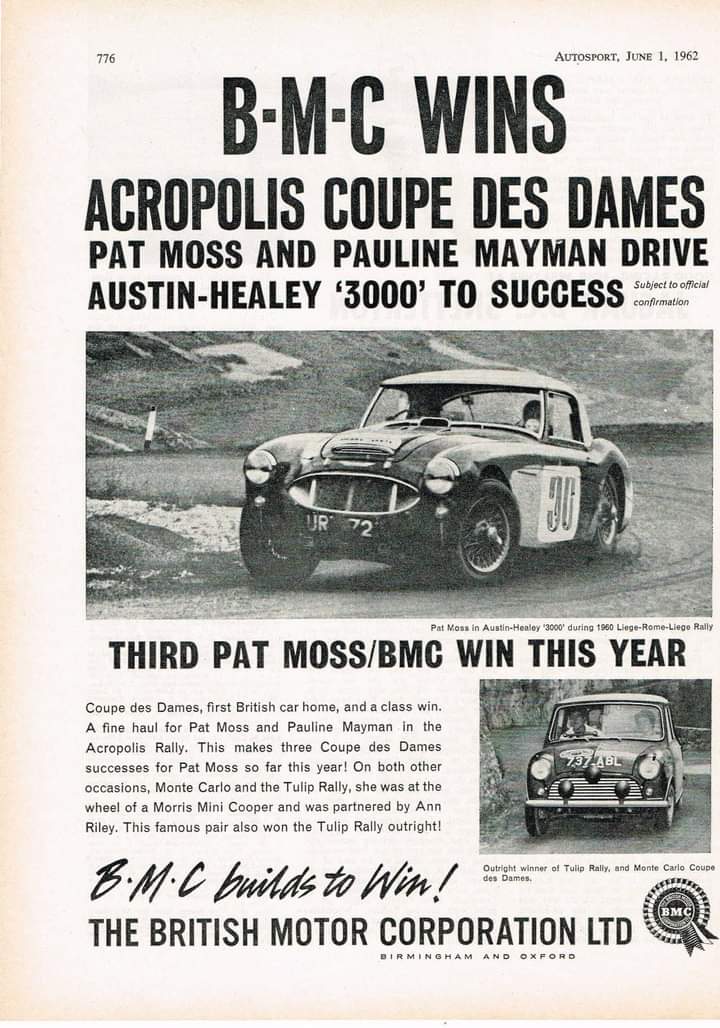 776
AUTOSPORT, JUNE 1, 1962
B·M·C WINS
ACROPOLIS COUPE DES DAMES
PAT MOSS AND PAULINE MAYMAN DRIVE
AUSTIN-HEALEY ‘3000’ TO SUCCESS
Subject to official
confirmation
30
UR 72
Pat Moss in Austin-Healey '3000' during 1960 Liege-Rome-Liege Rally
THIRD PAT MOSS/BMC WIN THIS YEAR
Coupe des Dames, first British car home, and a class win.
A fine haul for Pat Moss and Pauline Mayman in the
Acropolis Rally. This makes three Coupe des Dames
successes for Pat Moss so far this year! On both other
occasions, Monte Carlo and the Tulip Rally, she was at the
wheel of a Morris Mini Cooper and was partnered by Ann
Riley. This famous pair also won the Tulip Rally outright!
737 ABL
Outright winner of Tulip Rally, and Monte Carlo Coupe
des Dames.
B·M·C builds to Win!
THE BRITISH MOTOR CORPORATION LTD
BIRMINGHAM AND OXFORD
BMC